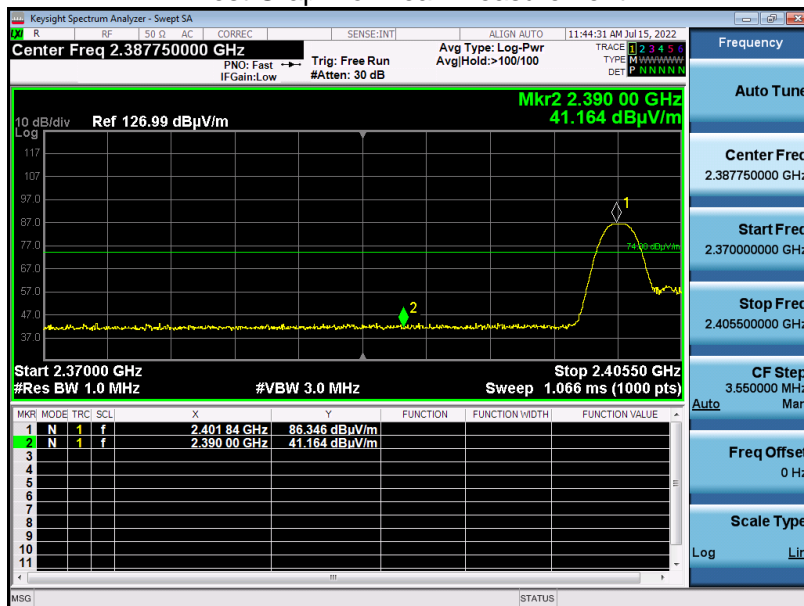 Keysight Spectrum Analyzer - Swept SA
LXI R RF 50 Ω AC CORREC SENSE:INT ALIGN AUTO 11:44:31 AM Jul 15, 2022
Center Freq 2.387750000 GHz
PNO: Fast
IFGain:Low
Trig: Free Run
#Atten: 30 dB
Avg Type: Log-Pwr
Avg|Hold:>100/100
TRACE 1 2 3 4 5 6
TYPE M W W W W W
DET P N N N N N
Mkr2 2.390 00 GHz
41.164 dBµV/m
10 dB/div Ref 126.99 dBµV/m
Log
117
107
97.0
87.0
77.0
67.0
57.0
47.0
37.0
1
74.00 dBµV/m
2
Start 2.37000 GHz Stop 2.40550 GHz
#Res BW 1.0 MHz #VBW 3.0 MHz Sweep 1.066 ms (1000 pts)
MKR MODE TRC SCL X Y FUNCTION FUNCTION WIDTH FUNCTION VALUE
1 N 1 f 2.401 84 GHz 86.346 dBµV/m
2 N 1 f 2.390 00 GHz 41.164 dBµV/m
3
4
5
6
7
8
9
10
11
MSG STATUS
Frequency
Auto Tune
Center Freq
2.387750000 GHz
Start Freq
2.370000000 GHz
Stop Freq
2.405500000 GHz
CF Step
3.550000 MHz
Auto Man
Freq Offset
0 Hz
Scale Type
Log Lin